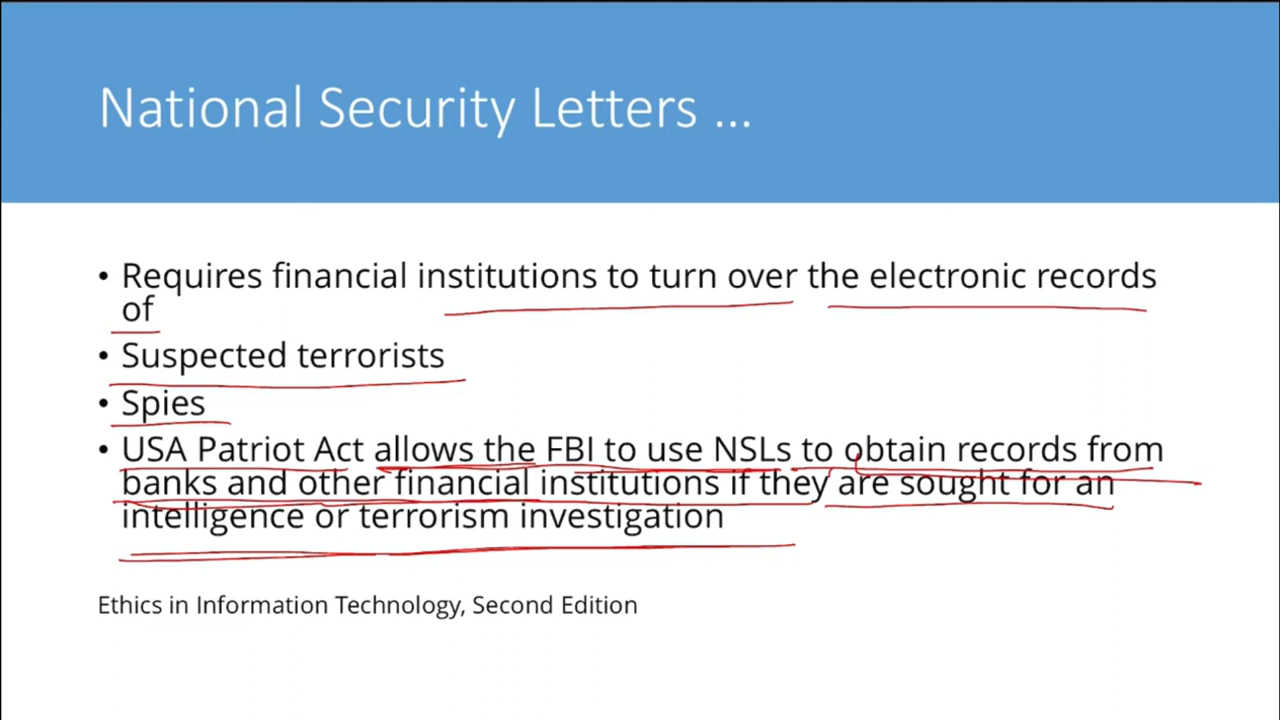 National Security Letters ...
• Requires financial institutions to turn over the electronic records
of
• Suspected terrorists
• Spies
• USA Patriot Act allows the FBI to use NSLs to obtain records from
banks and other financial institutions if they are sought for an
intelligence or terrorism investigation
Ethics in Information Technology, Second Edition